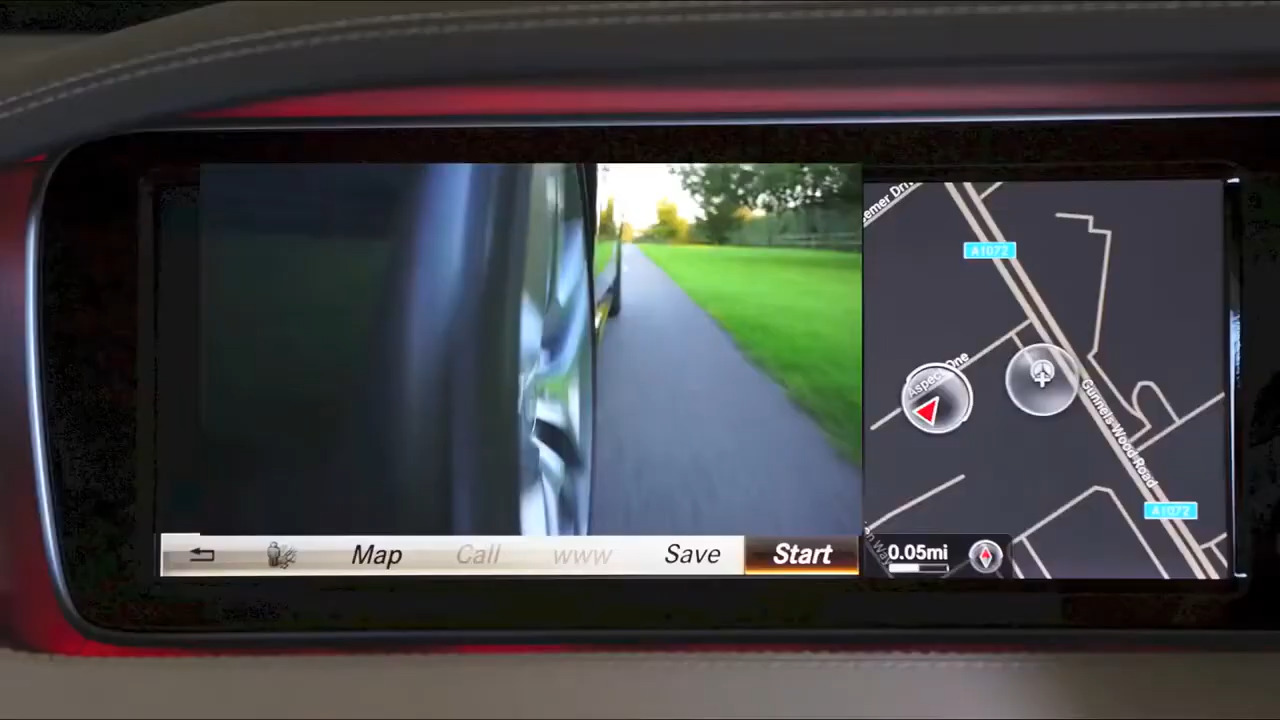 Map Call www Save Start
A1072
Aspect One
Gunnels Wood Road
A1072
0.05mi